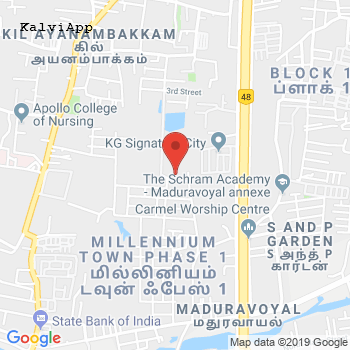 KalviApp
KIL AYANAMBAKKAM
கில்
அயனம்பாக்கம்
3rd Street
BLOCK 1
ப்ளாக் 1
48
Apollo College
of Nursing
KG Signature City
The Schram Academy
- Maduravoyal annexe
Carmel Worship Centre
S AND P
GARDEN
ஸ அந்த் P
கார்டன்
MILLENNIUM
TOWN PHASE 1
மில்லினியம்
டவுன் ஃபேஸ் 1
State Bank of India
MADURAVOYAL
மதுரவாயல்
Google
Map data ©2019 Google